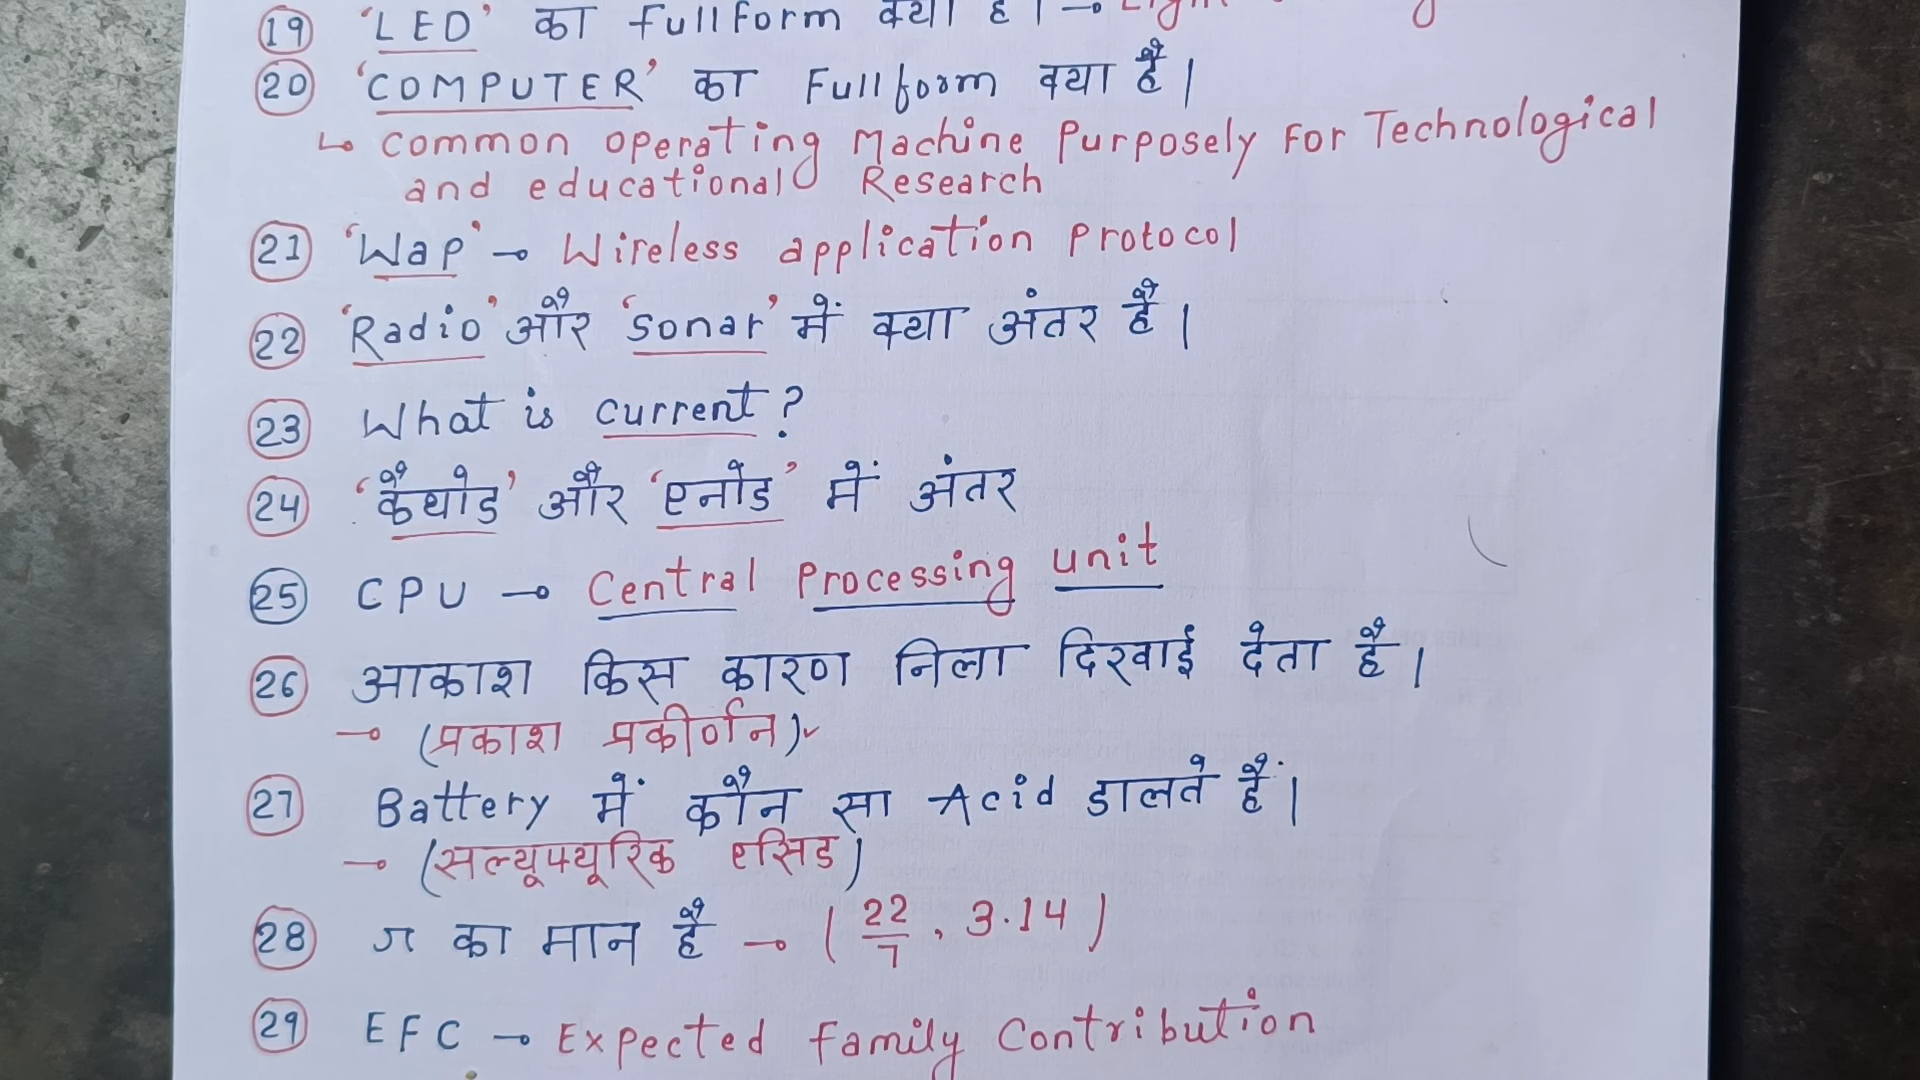 19 'LED' का Fullform क्या है । → Light
20 'COMPUTER' का Fullform क्या है ।
↳ Common operating Machine Purposely For Technological
and educational Research
21 'Wap' → Wireless application Protocol
22 'Radio' और 'Sonar' में क्या अंतर है ।
23 What is current ?
24 'कैथोड' और 'एनोड' में अंतर
25 CPU → Central Processing unit
26 आकाश किस कारण निला दिखाई देता है ।
→ (प्रकाश प्रकीर्णन)
27 Battery में कौन सा Acid डालते हैं ।
→ (सल्यूफ्यूरिक एसिड)
28 π का मान है → ( 22/7 , 3.14 )
29 EFC → Expected Family Contribution